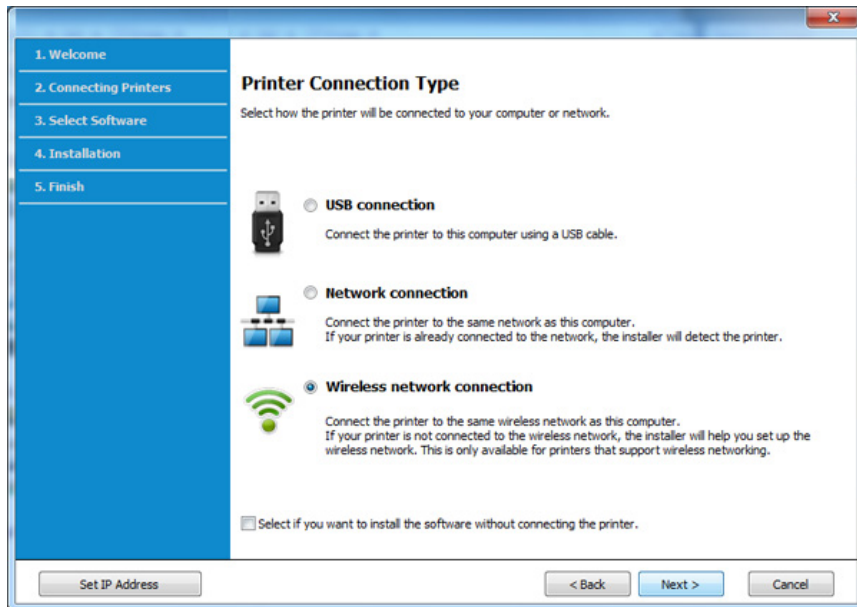 1. Welcome
2. Connecting Printers
3. Select Software
4. Installation
5. Finish
Printer Connection Type
Select how the printer will be connected to your computer or network.
USB connection
Connect the printer to this computer using a USB cable.
Network connection
Connect the printer to the same network as this computer.
If your printer is already connected to the network, the installer will detect the printer.
Wireless network connection
Connect the printer to the same wireless network as this computer.
If your printer is not connected to the wireless network, the installer will help you set up the
wireless network. This is only available for printers that support wireless networking.
Select if you want to install the software without connecting the printer.
Set IP Address
< Back
Next >
Cancel